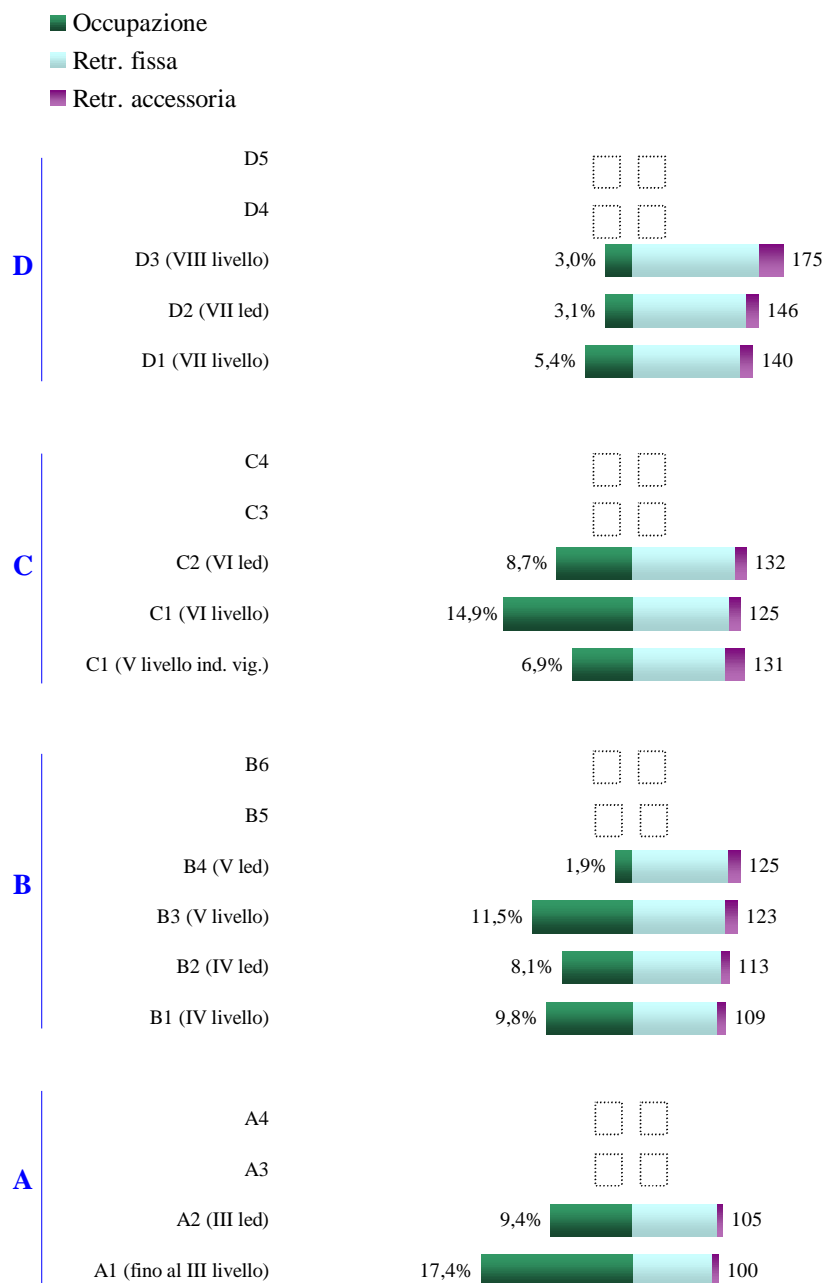 Occupazione
Retr. fissa
Retr. accessoria
D5
D4
D
D3 (VIII livello) 3,0% 175
D2 (VII led) 3,1% 146
D1 (VII livello) 5,4% 140
C4
C3
C
C2 (VI led) 8,7% 132
C1 (VI livello) 14,9% 125
C1 (V livello ind. vig.) 6,9% 131
B6
B5
B4 (V led) 1,9% 125
B
B3 (V livello) 11,5% 123
B2 (IV led) 8,1% 113
B1 (IV livello) 9,8% 109
A4
A3
A
A2 (III led) 9,4% 105
A1 (fino al III livello) 17,4% 100